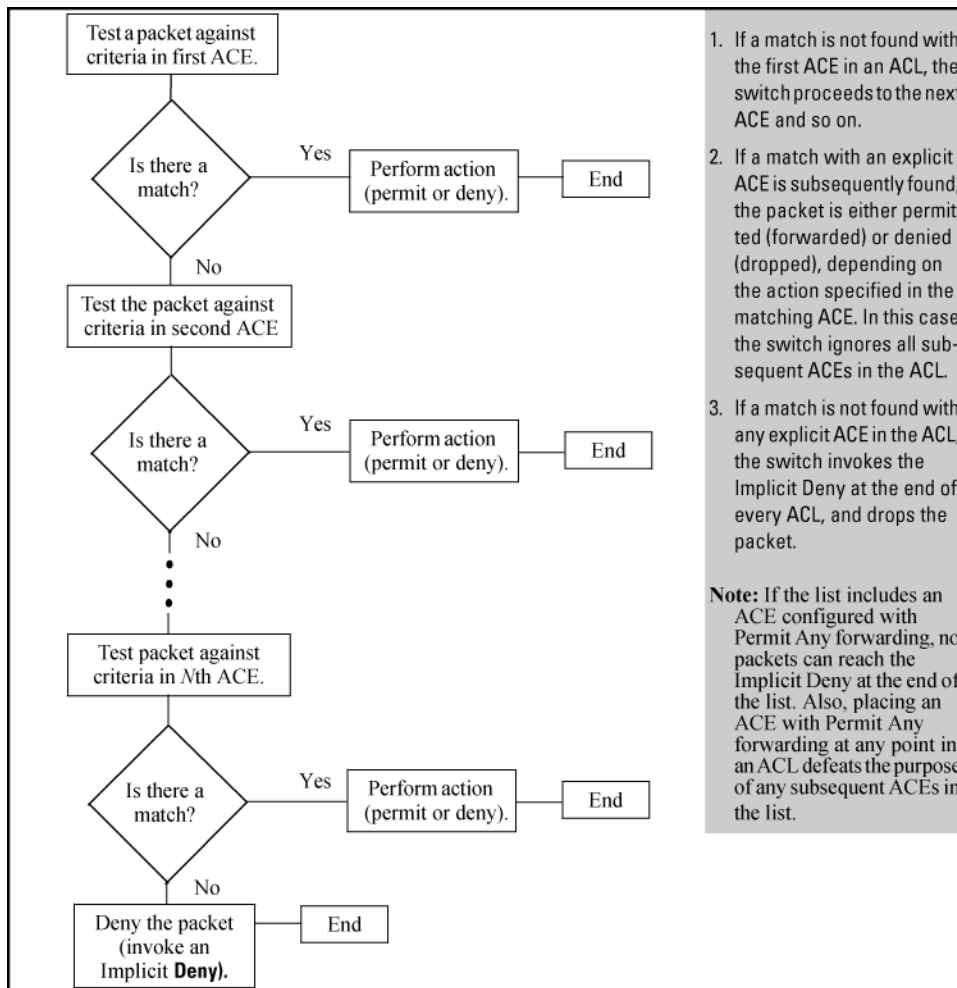 Test a packet against
criteria in first ACE.
Is there a
match?
Yes
Perform action
(permit or deny).
End
No
Test the packet against
criteria in second ACE
Is there a
match?
Yes
Perform action
(permit or deny).
End
No
Test packet against
criteria in Nth ACE.
Is there a
match?
Yes
Perform action
(permit or deny).
End
No
Deny the packet
(invoke an
Implicit Deny).
End
1. If a match is not found with
the first ACE in an ACL, the
switch proceeds to the next
ACE and so on.
2. If a match with an explicit
ACE is subsequently found,
the packet is either permit
ted (forwarded) or denied
(dropped), depending on
the action specified in the
matching ACE. In this case
the switch ignores all sub-
sequent ACEs in the ACL.
3. If a match is not found with
any explicit ACE in the ACL,
the switch invokes the
Implicit Deny at the end of
every ACL, and drops the
packet.
Note: If the list includes an
ACE configured with
Permit Any forwarding, no
packets can reach the
Implicit Deny at the end of
the list. Also, placing an
ACE with Permit Any
forwarding at any point in
an ACL defeats the purpose
of any subsequent ACEs in
the list.